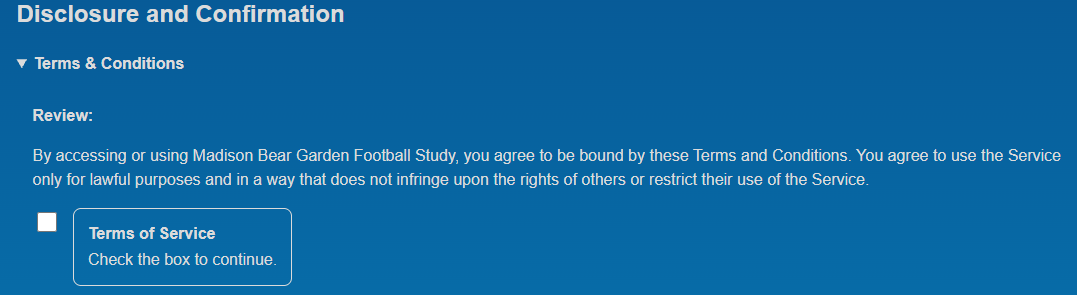 Disclosure and Confirmation
▼ Terms & Conditions
Review:
By accessing or using Madison Bear Garden Football Study, you agree to be bound by these Terms and Conditions. You agree to use the Service
only for lawful purposes and in a way that does not infringe upon the rights of others or restrict their use of the Service.
Terms of Service
Check the box to continue.